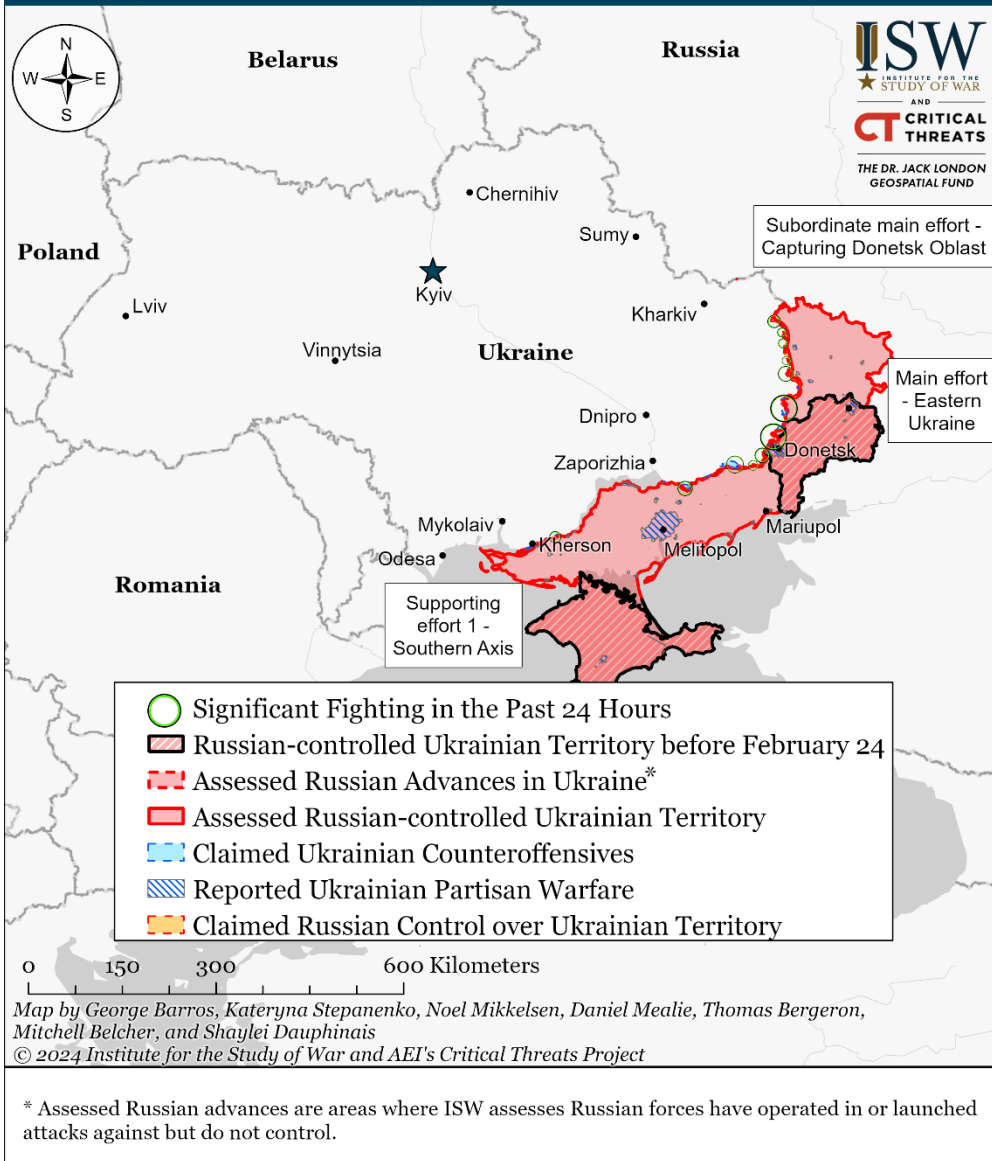 N
W
E
S
Belarus
Russia
ISW
INSTITUTE FOR THE
STUDY OF WAR
AND
CT CRITICAL
THREATS
THE DR. JACK LONDON
GEOSPATIAL FUND
Chernihiv
Subordinate main effort -
Capturing Donetsk Oblast
Sumy
Poland
Kyiv
Lviv
Kharkiv
Vinnytsia
Ukraine
Main effort
- Eastern
Ukraine
Dnipro
Donetsk
Zaporizhia
Mykolaiv
Mariupol
Kherson
Melitopol
Odesa
Romania
Supporting
effort 1 -
Southern Axis
Significant Fighting in the Past 24 Hours
Russian-controlled Ukrainian Territory before February 24
Assessed Russian Advances in Ukraine*
Assessed Russian-controlled Ukrainian Territory
Claimed Ukrainian Counteroffensives
Reported Ukrainian Partisan Warfare
Claimed Russian Control over Ukrainian Territory
0 150 300 600 Kilometers
Map by George Barros, Kateryna Stepanenko, Noel Mikkelsen, Daniel Mealie, Thomas Bergeron,
Mitchell Belcher, and Shaylei Dauphinais
© 2024 Institute for the Study of War and AEI's Critical Threats Project
* Assessed Russian advances are areas where ISW assesses Russian forces have operated in or launched
attacks against but do not control.